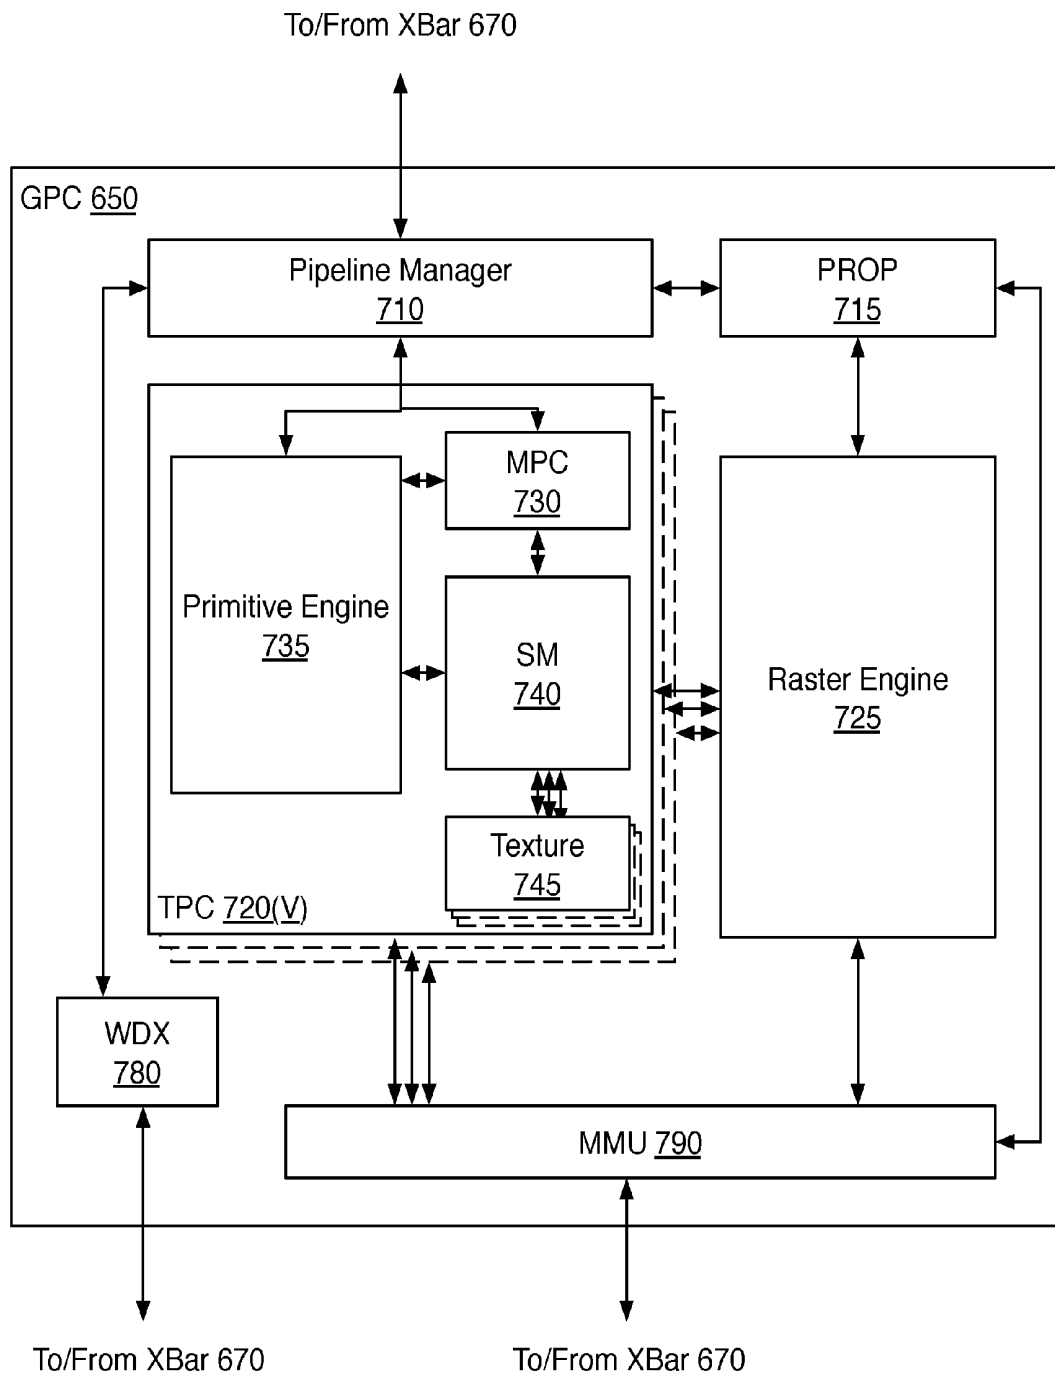 To/From XBar 670
GPC 650
Pipeline Manager
710
PROP
715
MPC
730
Primitive Engine
735
SM
740
Raster Engine
725
Texture
745
TPC 720(V)
WDX
780
MMU 790
To/From XBar 670
To/From XBar 670